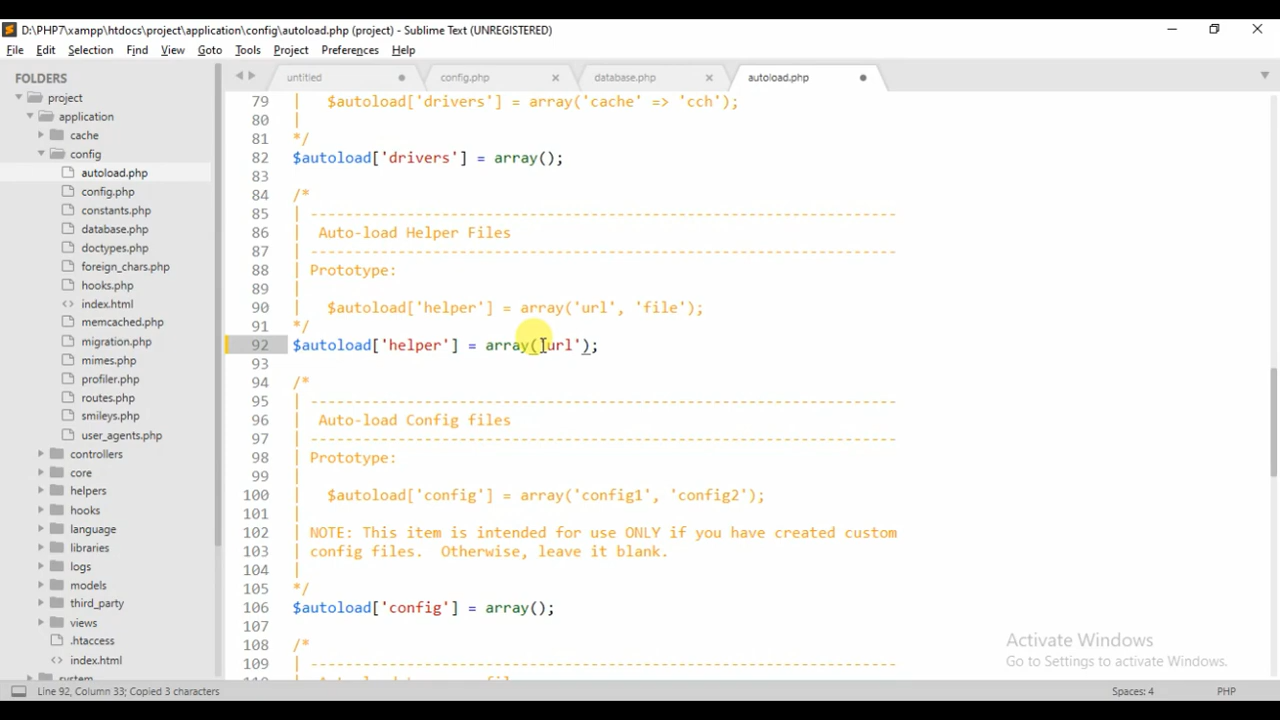 D:\PHP7\xampp\htdocs\project\application\config\autoload.php (project) - Sublime Text (UNREGISTERED)
File Edit Selection Find View Goto Tools Project Preferences Help
FOLDERS
project
application
cache
config
autoload.php
config.php
constants.php
database.php
doctypes.php
foreign_chars.php
hooks.php
<> index.html
memcached.php
migration.php
mimes.php
profiler.php
routes.php
smileys.php
user_agents.php
controllers
core
helpers
hooks
language
libraries
logs
models
third_party
views
.htaccess
<> index.html
system
untitled config.php database.php autoload.php
79 | $autoload['drivers'] = array('cache' => 'cch');
80 |
81 */
82 $autoload['drivers'] = array();
83
84 /*
85 | -------------------------------------------------------------------
86 | Auto-load Helper Files
87 | -------------------------------------------------------------------
88 | Prototype:
89 |
90 | $autoload['helper'] = array('url', 'file');
91 */
92 $autoload['helper'] = array('url');
93
94 /*
95 | -------------------------------------------------------------------
96 | Auto-load Config files
97 | -------------------------------------------------------------------
98 | Prototype:
99 |
100 | $autoload['config'] = array('config1', 'config2');
101 |
102 | NOTE: This item is intended for use ONLY if you have created custom
103 | config files.  Otherwise, leave it blank.
104 |
105 */
106 $autoload['config'] = array();
107
108 /*
109 | -------------------------------------------------------------------
Activate Windows
Go to Settings to activate Windows.
Line 92, Column 33; Copied 3 characters Spaces: 4 PHP